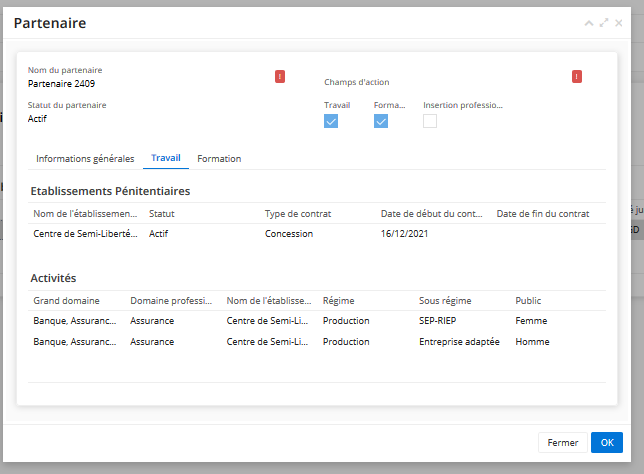 Partenaire
Nom du partenaire
Partenaire 2409
Champs d'action
Statut du partenaire
Actif
Travail Forma... Insertion professio...
Informations générales Travail Formation
Etablissements Pénitentiaires
Nom de l'établissemen... Statut Type de contrat Date de début du cont... Date de fin du contrat
Centre de Semi-Liberté... Actif Concession 16/12/2021
Activités
Grand domaine Domaine professi... Nom de l'établisse... Régime Sous régime Public
Banque, Assuranc... Assurance Centre de Semi-Li... Production SEP-RIEP Femme
Banque, Assuranc... Assurance Centre de Semi-Li... Production Entreprise adaptée Homme
Fermer OK